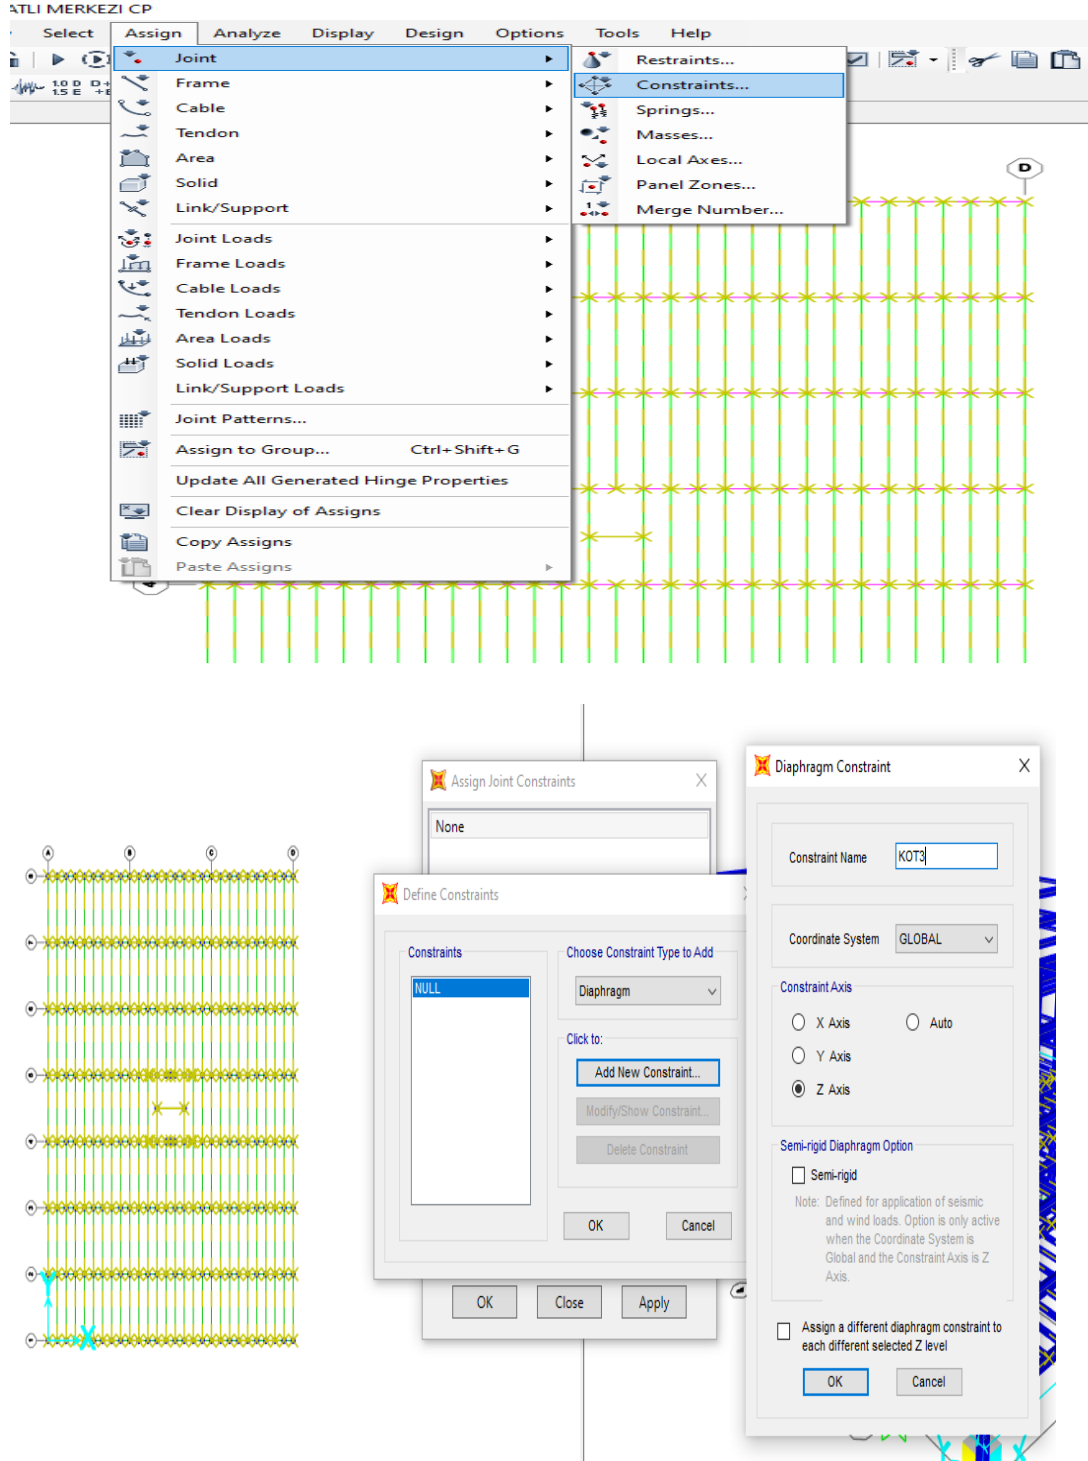 ATLI MERKEZI CP
Select Assign Analyze Display Design Options Tools Help
Joint
Frame
Cable
Tendon
Area
Solid
Link/Support
Joint Loads
Frame Loads
Cable Loads
Tendon Loads
Area Loads
Solid Loads
Link/Support Loads
Joint Patterns...
Assign to Group... Ctrl+Shift+G
Update All Generated Hinge Properties
Clear Display of Assigns
Copy Assigns
Paste Assigns
Restraints...
Constraints...
Springs...
Masses...
Local Axes...
Panel Zones...
Merge Number...
D
A B C D
Y
X
Assign Joint Constraints
None
OK Close Apply
Define Constraints
Constraints
NULL
Choose Constraint Type to Add
Diaphragm
Click to:
Add New Constraint...
Modify/Show Constraint...
Delete Constraint
OK Cancel
Diaphragm Constraint
Constraint Name KOT3
Coordinate System GLOBAL
Constraint Axis
X Axis Auto
Y Axis
Z Axis
Semi-rigid Diaphragm Option
Semi-rigid
Note: Defined for application of seismic
and wind loads. Option is only active
when the Coordinate System is
Global and the Constraint Axis is Z
Axis.
Assign a different diaphragm constraint to
each different selected Z level
OK Cancel
X